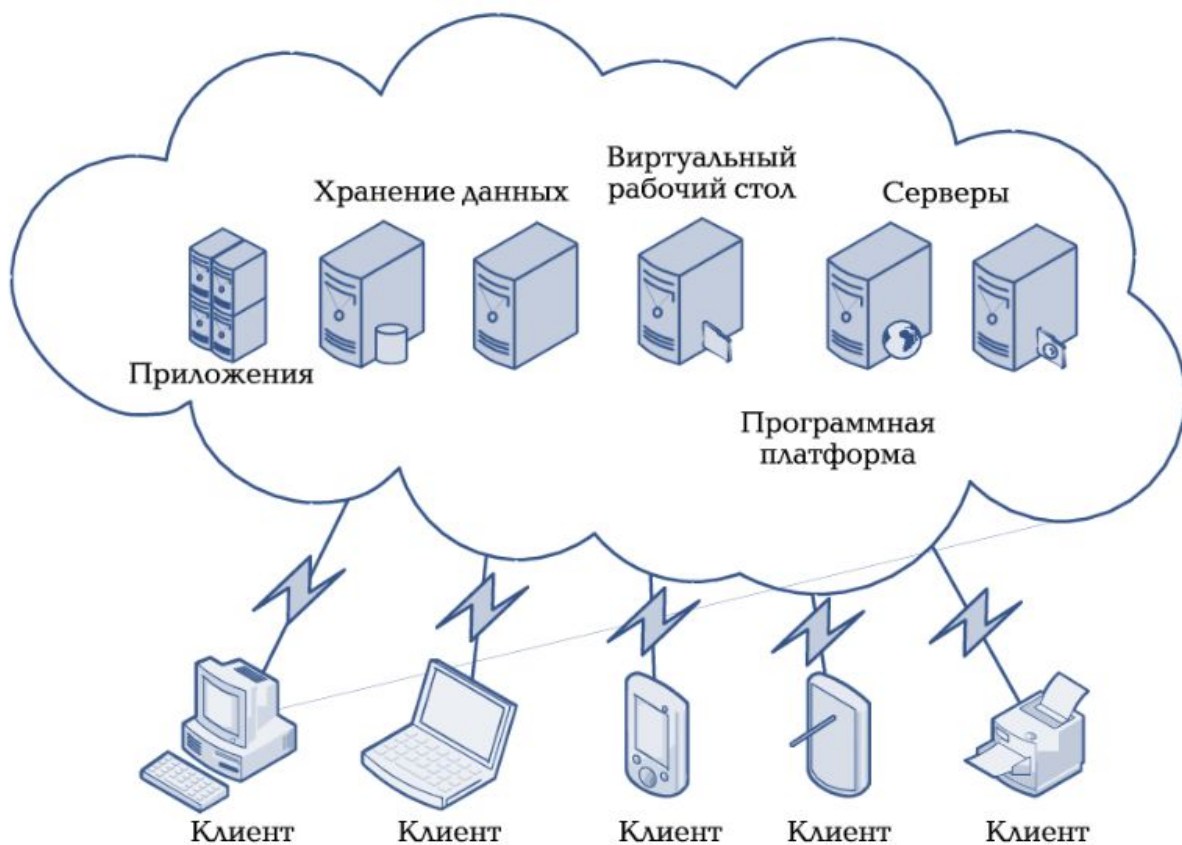 Виртуальный
рабочий стол
Хранение данных
Серверы
Приложения
Программная
платформа
Клиент
Клиент
Клиент
Клиент
Клиент